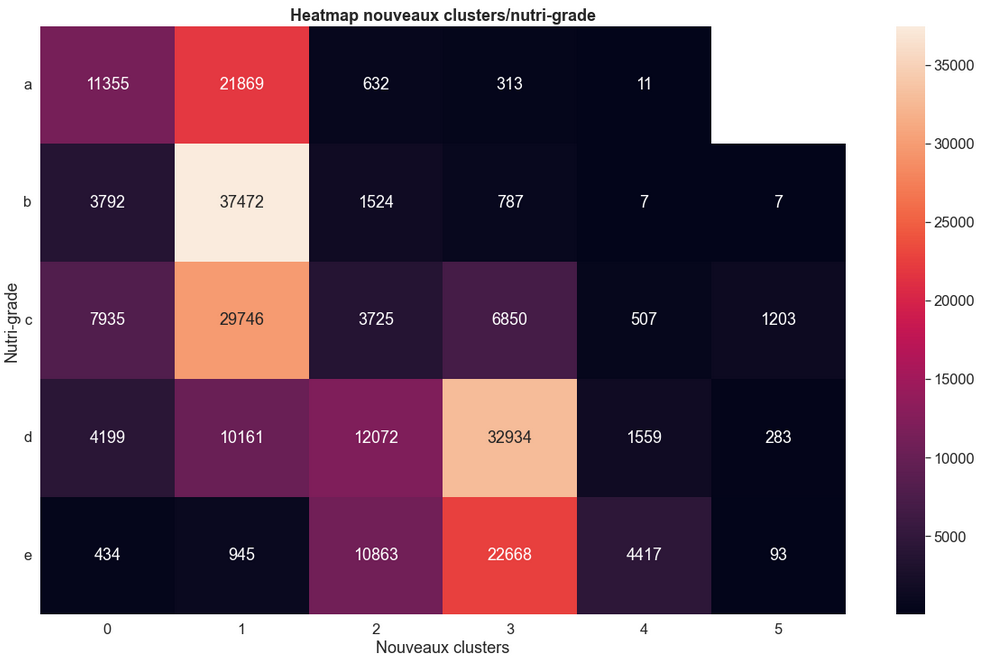 Heatmap nouveaux clusters/nutri-grade
a 11355 21869 632 313 11
b 3792 37472 1524 787 7 7
c 7935 29746 3725 6850 507 1203
d 4199 10161 12072 32934 1559 283
e 434 945 10863 22668 4417 93
0 1 2 3 4 5
Nouveaux clusters
Nutri-grade
35000
30000
25000
20000
15000
10000
5000